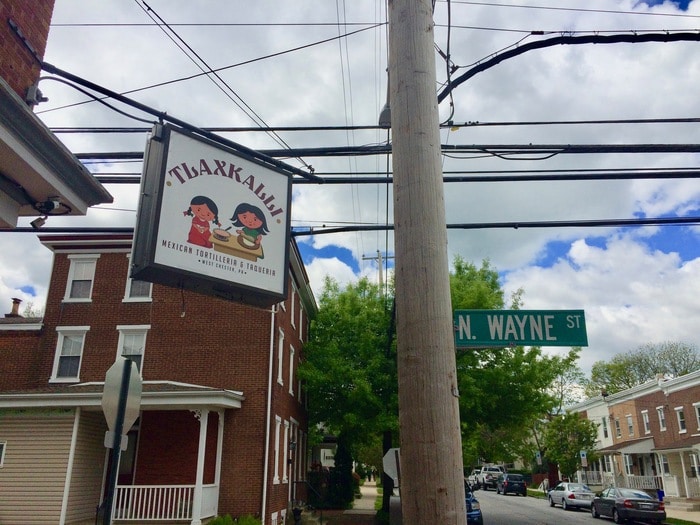 TLAXKALLI
MEXICAN TORTILLERIA & TAQUERIA
• WEST CHESTER, PA •
N. WAYNE ST